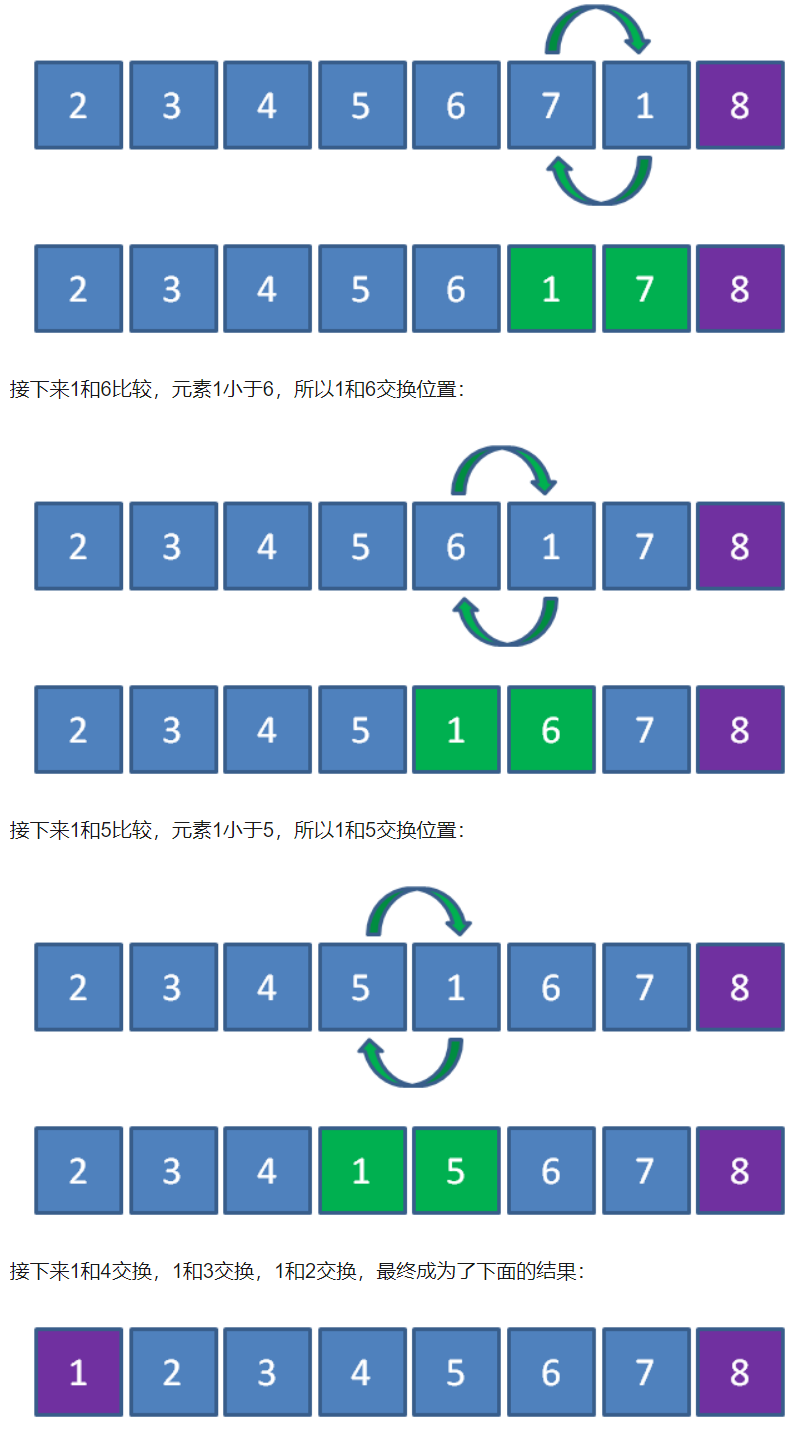 2 3 4 5 6 7 1 8
2 3 4 5 6 1 7 8
接下来1和6比较，元素1小于6，所以1和6交换位置：
2 3 4 5 6 1 7 8
2 3 4 5 1 6 7 8
接下来1和5比较，元素1小于5，所以1和5交换位置：
2 3 4 5 1 6 7 8
2 3 4 1 5 6 7 8
接下来1和4交换，1和3交换，1和2交换，最终成为了下面的结果：
1 2 3 4 5 6 7 8